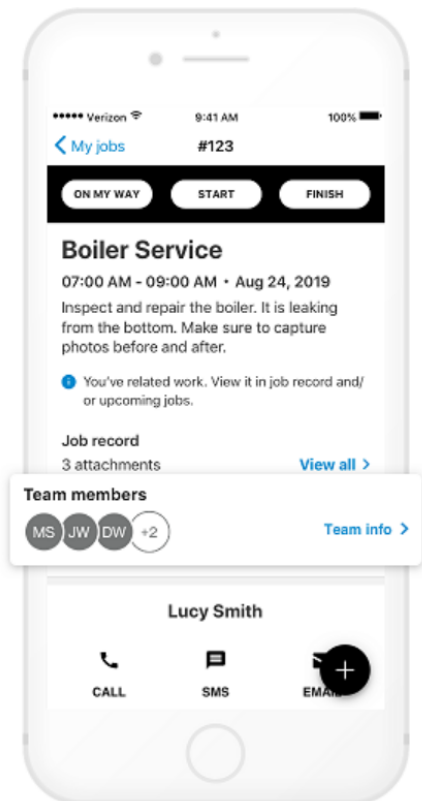 Verizon 9:41 AM 100%
My jobs #123
ON MY WAY START FINISH
Boiler Service
07:00 AM - 09:00 AM • Aug 24, 2019
Inspect and repair the boiler. It is leaking
from the bottom. Make sure to capture
photos before and after.
You've related work. View it in job record and/
or upcoming jobs.
Job record
3 attachments View all >
Team members
MS JW DW +2 Team info >
Lucy Smith
CALL SMS EMAIL